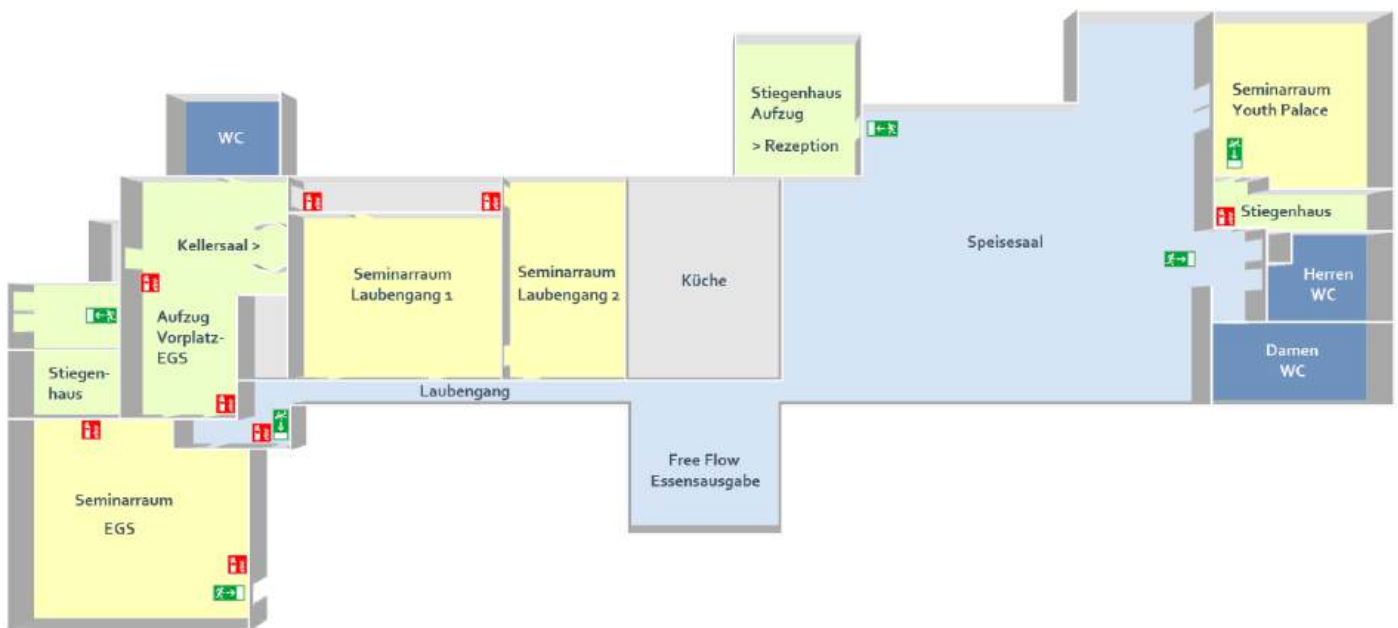 Stiegenhaus
Aufzug
> Rezeption
Seminarraum
Youth Palace
WC
Stiegenhaus
Kellersaal >
Speisesaal
Seminarraum
Laubengang 1
Seminarraum
Laubengang 2
Küche
Herren
WC
Aufzug
Vorplatz-
EGS
Stiegen-
haus
Damen
WC
Laubengang
Free Flow
Essensausgabe
Seminarraum
EGS